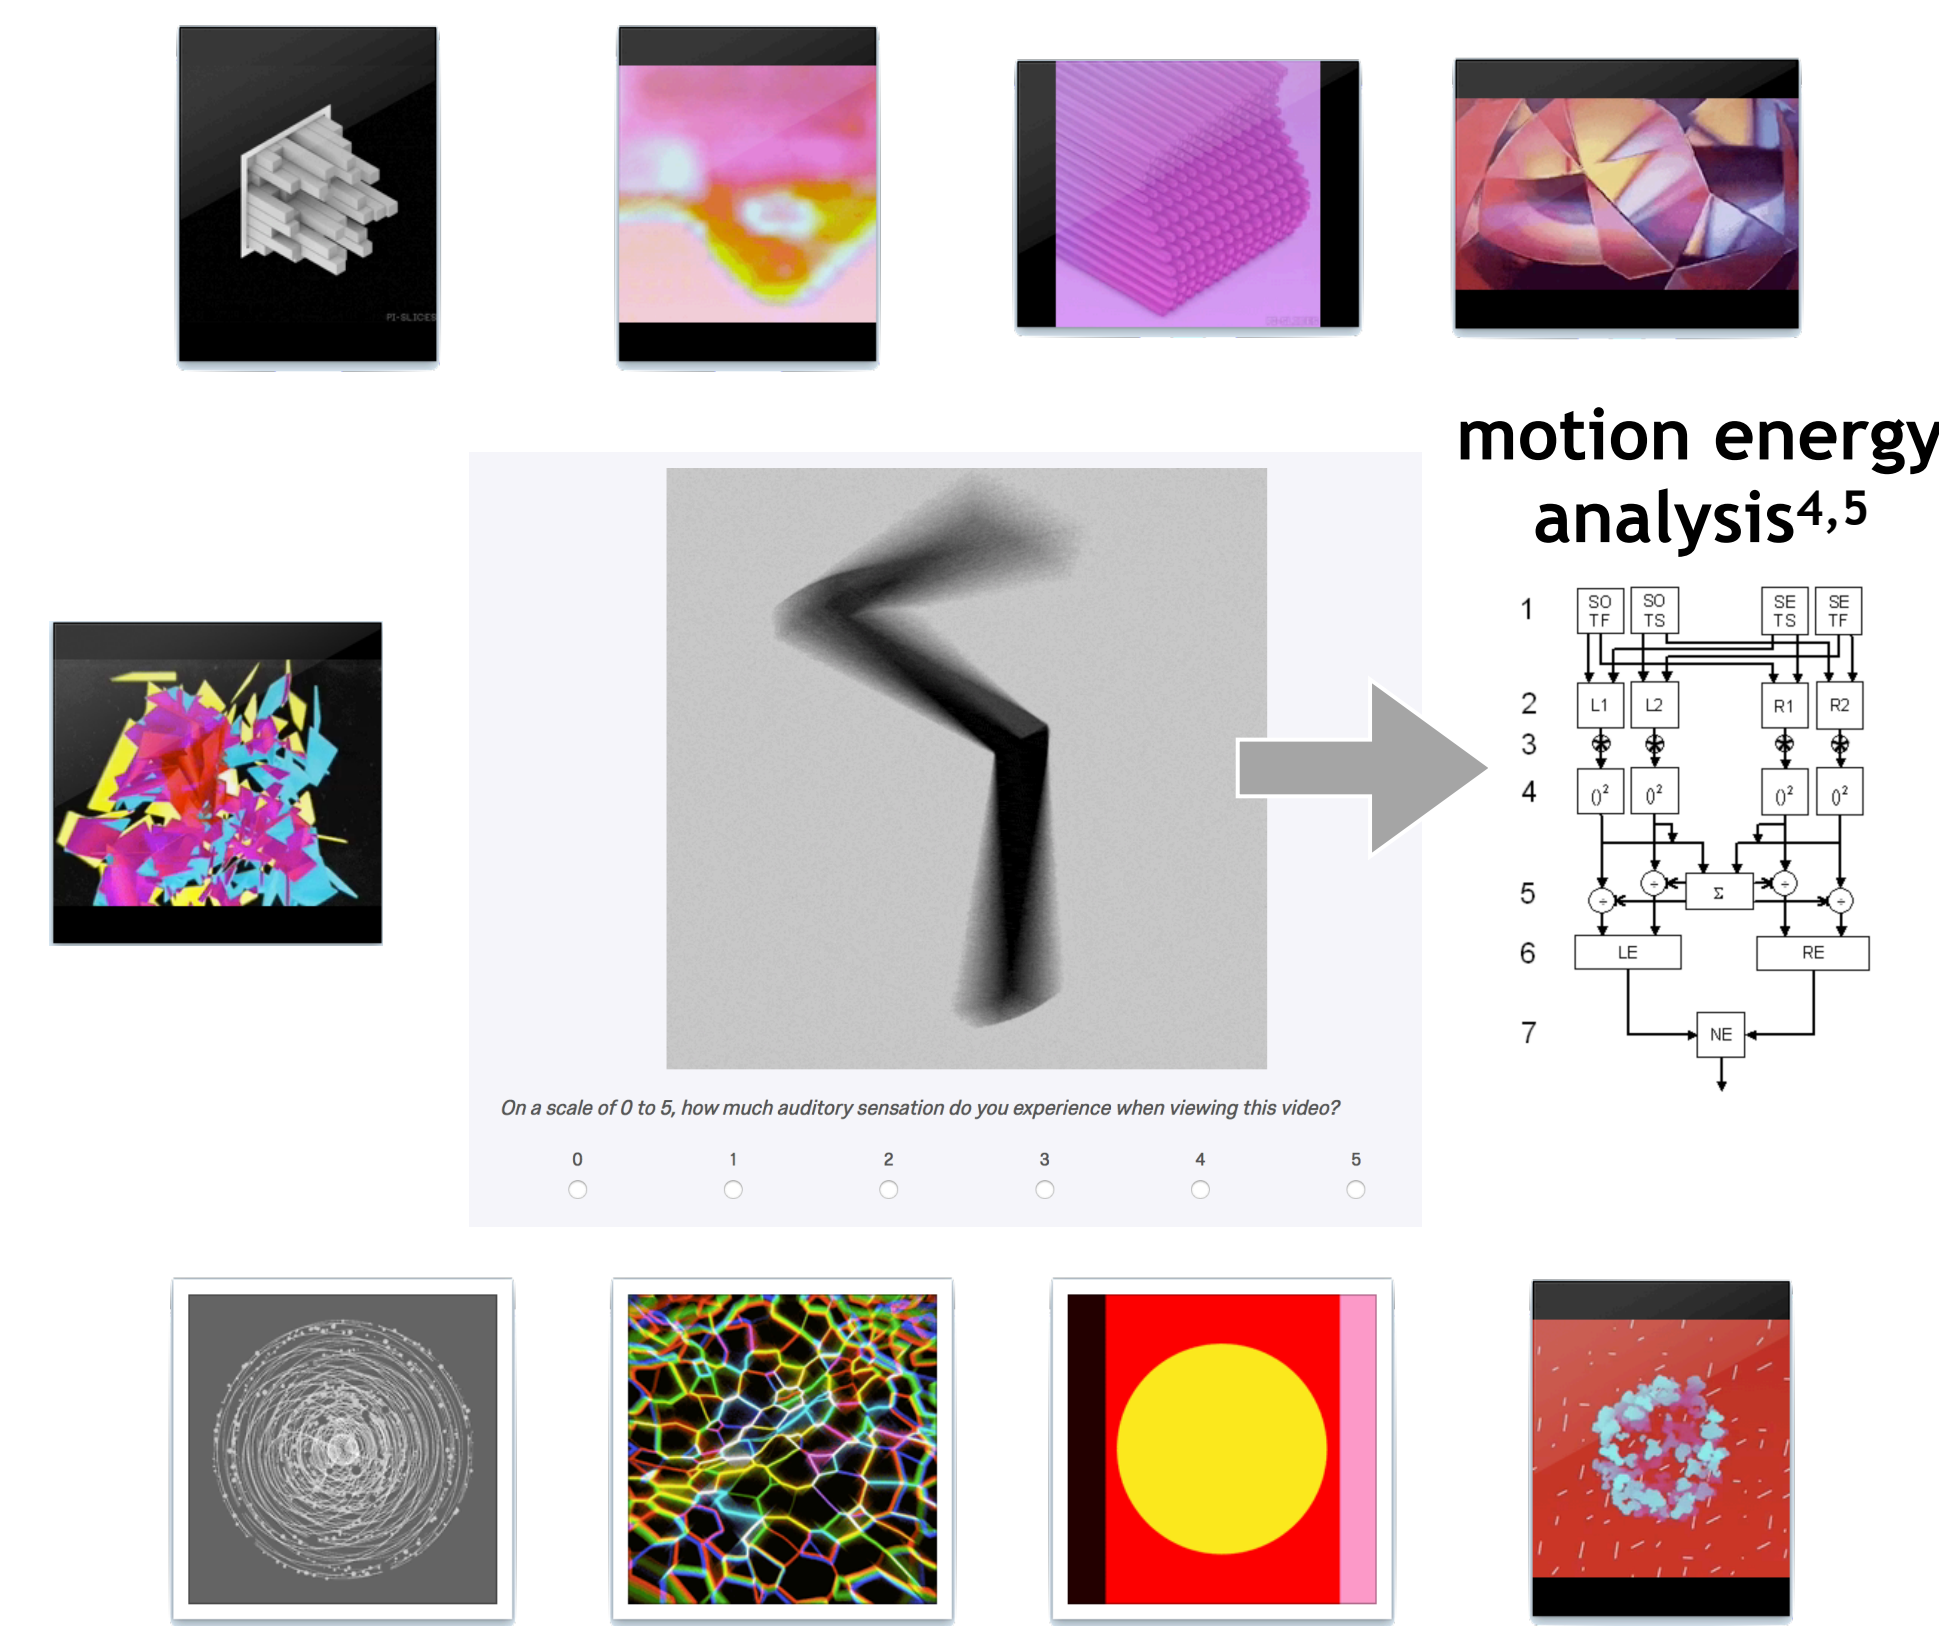 PI-SLICES
motion energy
analysis4,5
1 SO TF SO TS SE TS SE TF
2 L1 L2 R1 R2
3
4 ()² ()² ()² ()²
5 ÷ ÷ Σ ÷ ÷
6 LE RE
7 NE
On a scale of 0 to 5, how much auditory sensation do you experience when viewing this video?
0 1 2 3 4 5